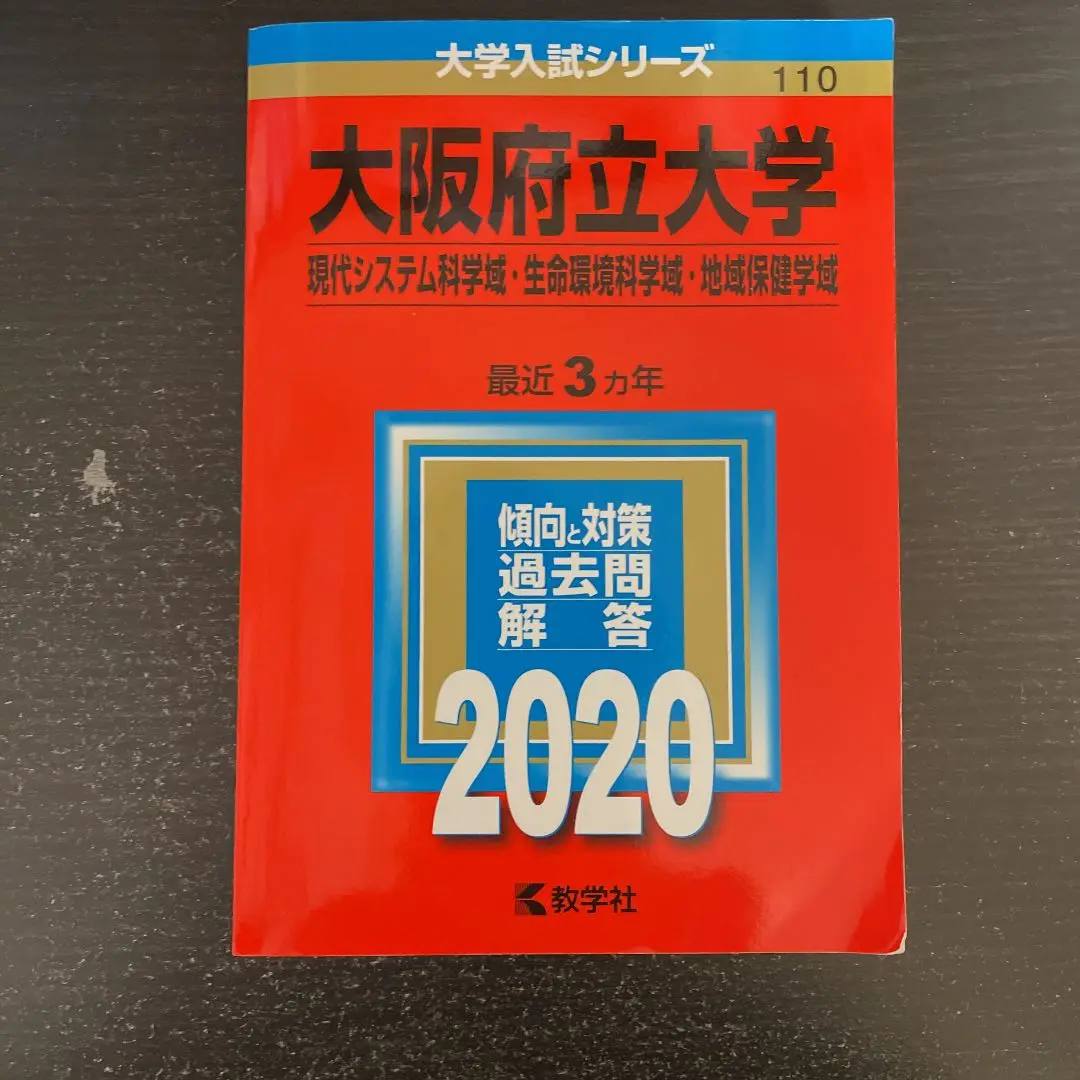 大学入試シリーズ
110
大阪府立大学
現代システム科学域・生命環境科学域・地域保健学域
最近3カ年
傾向と対策
過去問
解答
2020
教学社